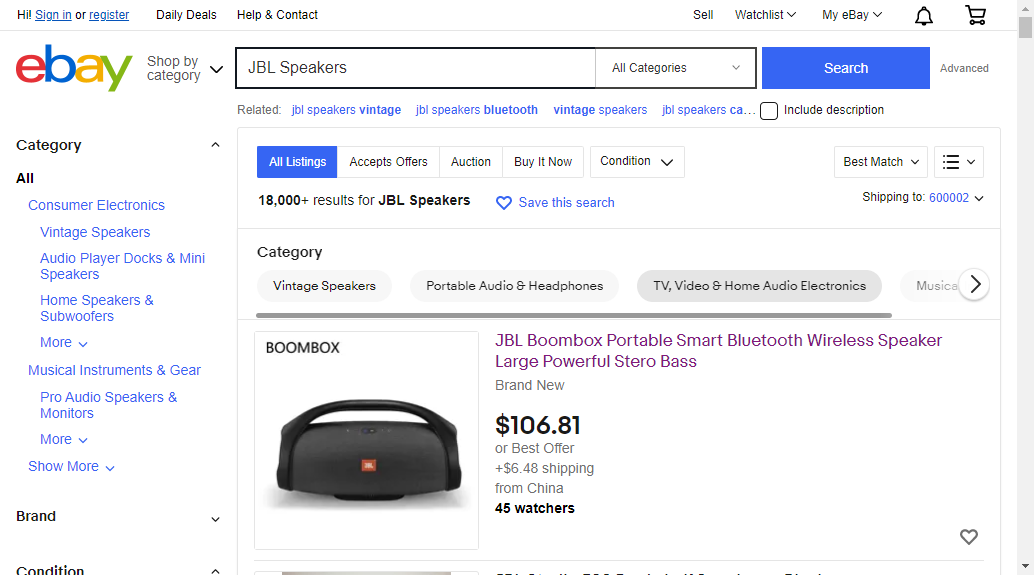 Hi! Sign in or register
Daily Deals
Help & Contact
Sell
Watchlist
My eBay
ebay
Shop by
category
JBL Speakers
All Categories
Search
Advanced
Related:
jbl speakers vintage
jbl speakers bluetooth
vintage speakers
jbl speakers ca…
Include description
Category
All
Consumer Electronics
Vintage Speakers
Audio Player Docks & Mini
Speakers
Home Speakers &
Subwoofers
More
Musical Instruments & Gear
Pro Audio Speakers &
Monitors
More
Show More
Brand
Condition
All Listings
Accepts Offers
Auction
Buy It Now
Condition
Best Match
18,000+ results for JBL Speakers
Save this search
Shipping to: 600002
Category
Vintage Speakers
Portable Audio & Headphones
TV, Video & Home Audio Electronics
Musica
BOOMBOX
JBL
JBL Boombox Portable Smart Bluetooth Wireless Speaker
Large Powerful Stero Bass
Brand New
$106.81
or Best Offer
+$6.48 shipping
from China
45 watchers